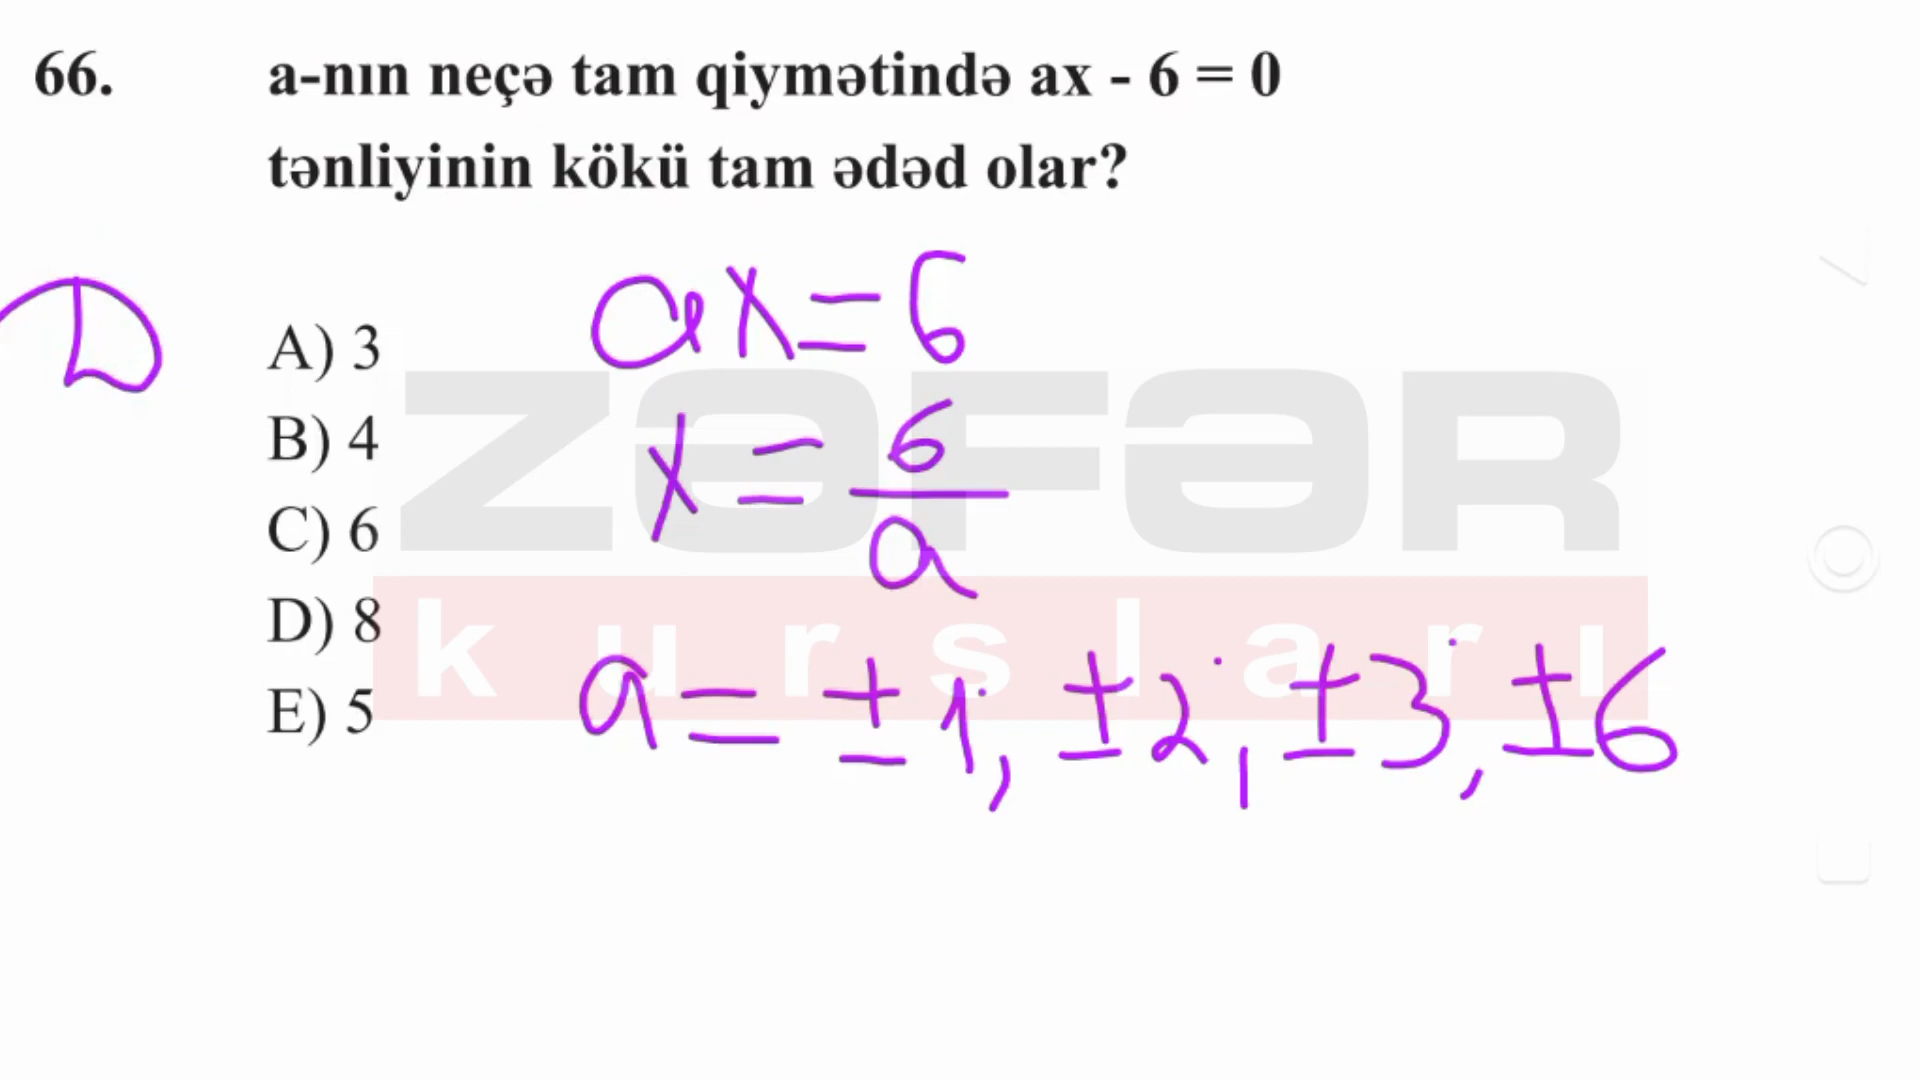 66. a-nın neçə tam qiymətində ax - 6 = 0
tənliyinin kökü tam ədəd olar?
D
A) 3
B) 4
C) 6
D) 8
E) 5
ax = 6
x = 6/a
a = ±1, ±2, ±3, ±6
ZəFəR
kursları